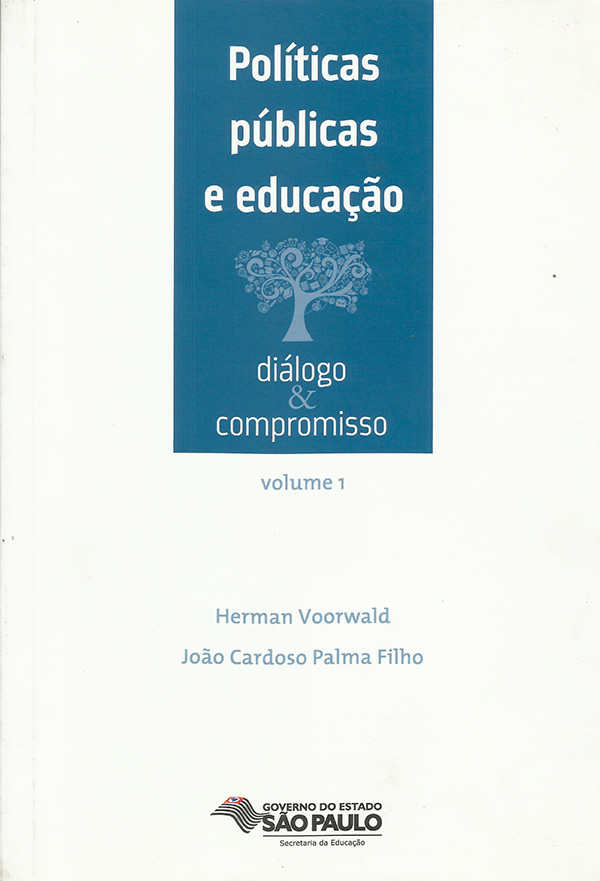 Políticas
públicas
e educação
diálogo
&
compromisso
volume 1
Herman Voorwald
João Cardoso Palma Filho
GOVERNO DO ESTADO
SÃO PAULO
Secretaria da Educação